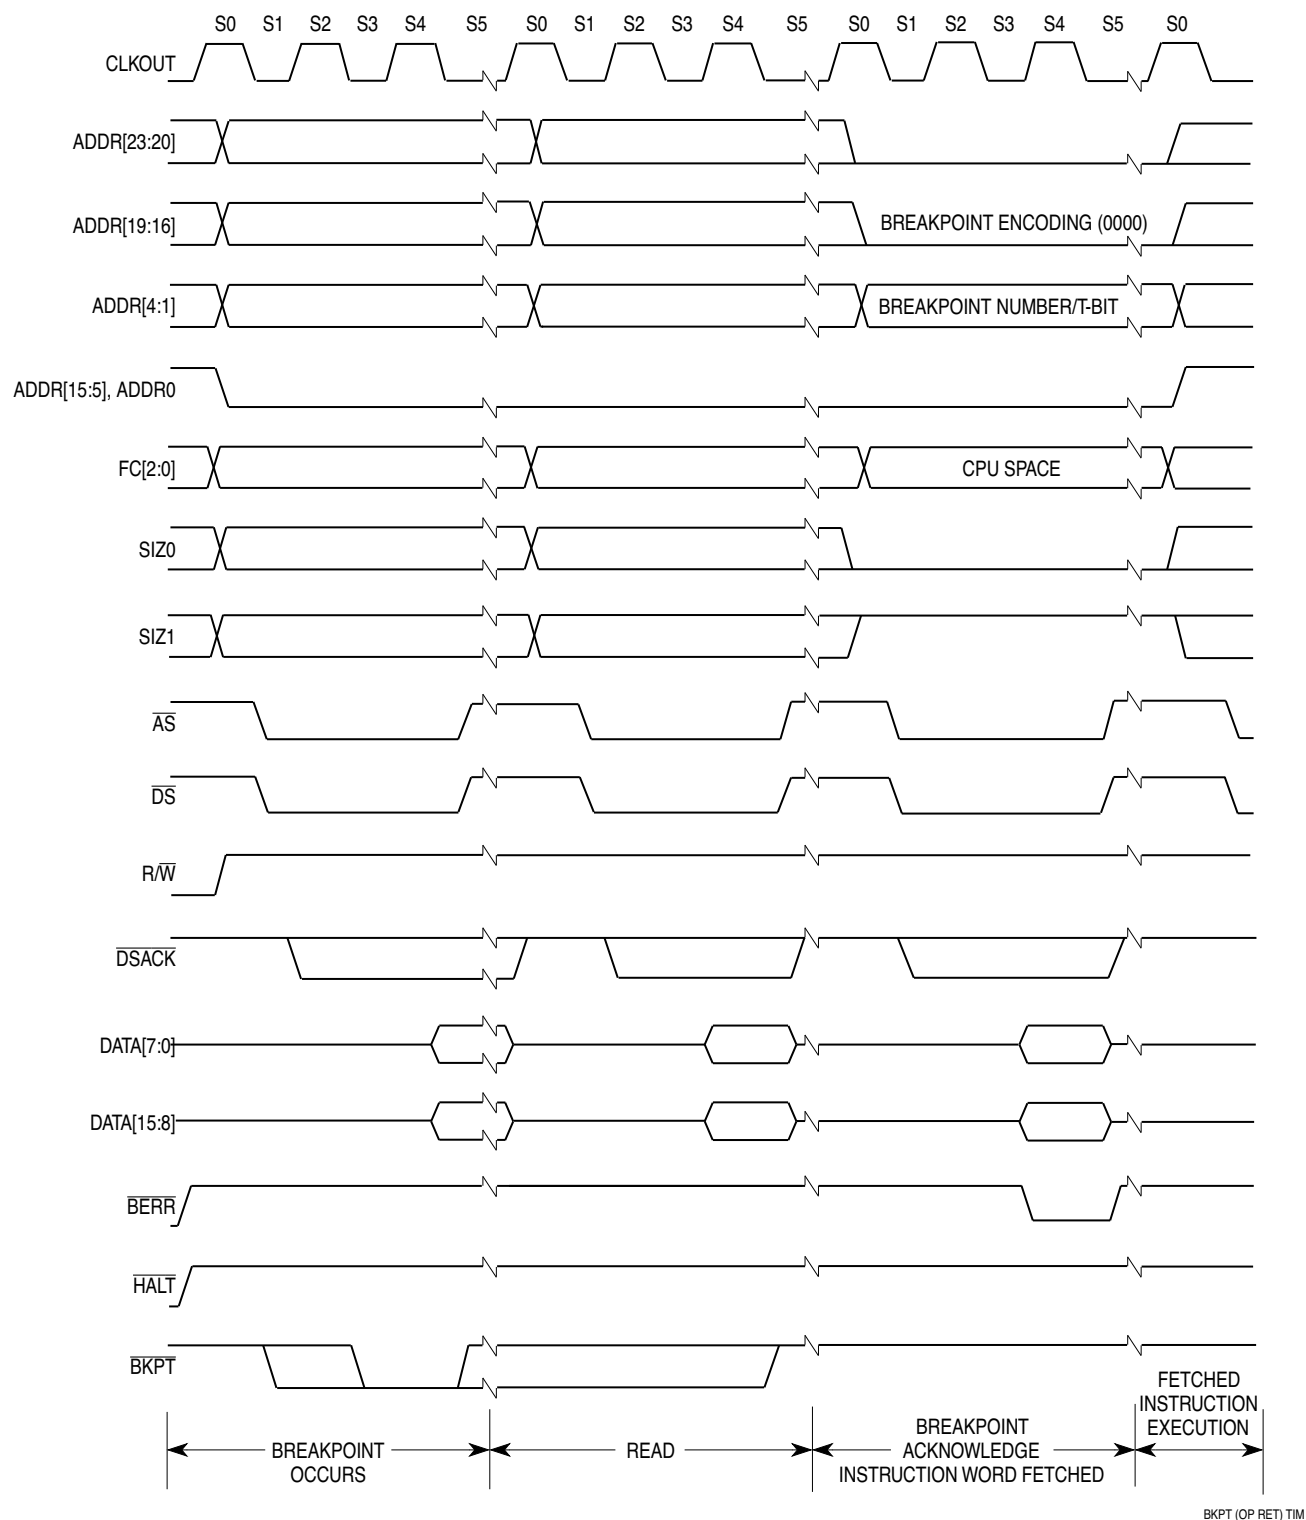 S0 S1 S2 S3 S4 S5 S0 S1 S2 S3 S4 S5 S0 S1 S2 S3 S4 S5 S0
CLKOUT
ADDR[23:20]
ADDR[19:16]
BREAKPOINT ENCODING (0000)
ADDR[4:1]
BREAKPOINT NUMBER/T-BIT
ADDR[15:5], ADDR0
FC[2:0]
CPU SPACE
SIZ0
SIZ1
AS
DS
R/W
DSACK
DATA[7:0]
DATA[15:8]
BERR
HALT
BKPT
BREAKPOINT
OCCURS
READ
BREAKPOINT
ACKNOWLEDGE
INSTRUCTION WORD FETCHED
FETCHED
INSTRUCTION
EXECUTION
BKPT (OP RET) TIM